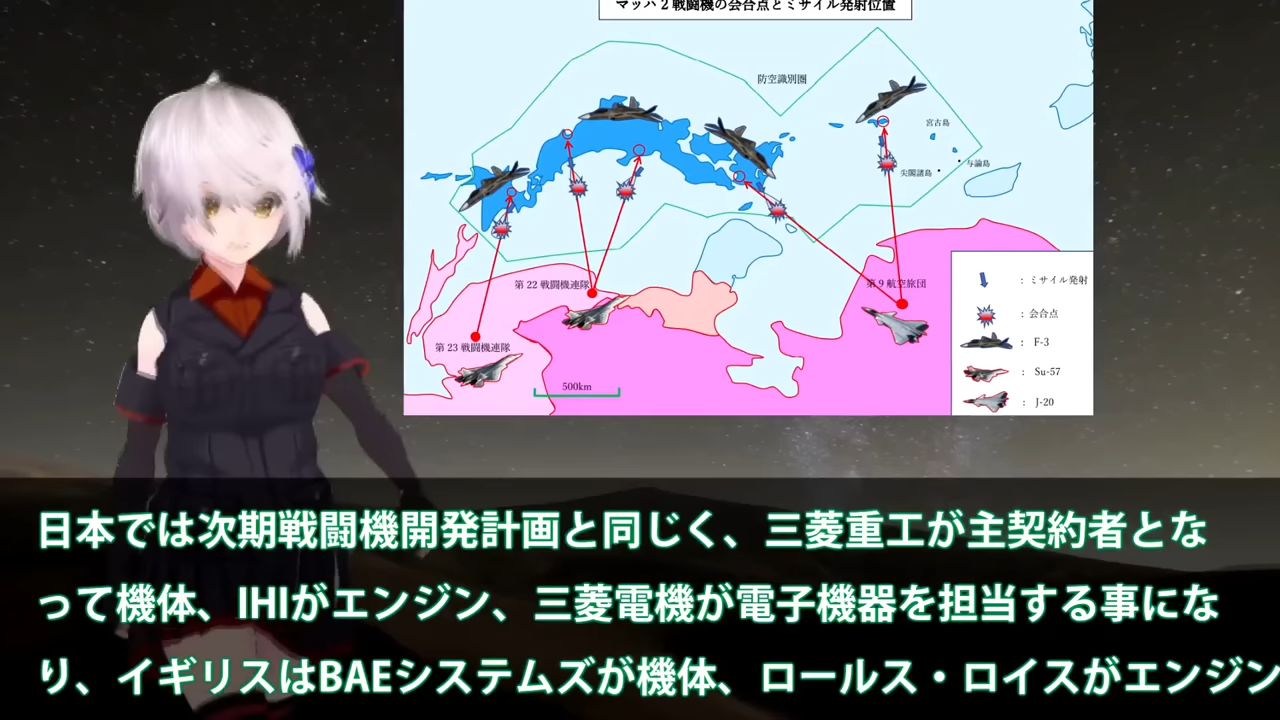 マッハ2戦闘機の会合点とミサイル発射位置
防空識別圏
宮古島
与論島
尖閣諸島
第22戦闘機連隊
第9航空旅団
第23戦闘機連隊
500km
：ミサイル発射
：会合点
： F-3
： Su-57
： J-20
日本では次期戦闘機開発計画と同じく、三菱重工が主契約者とな
って機体、IHIがエンジン、三菱電機が電子機器を担当する事にな
り、イギリスはBAEシステムズが機体、ロールス・ロイスがエンジン